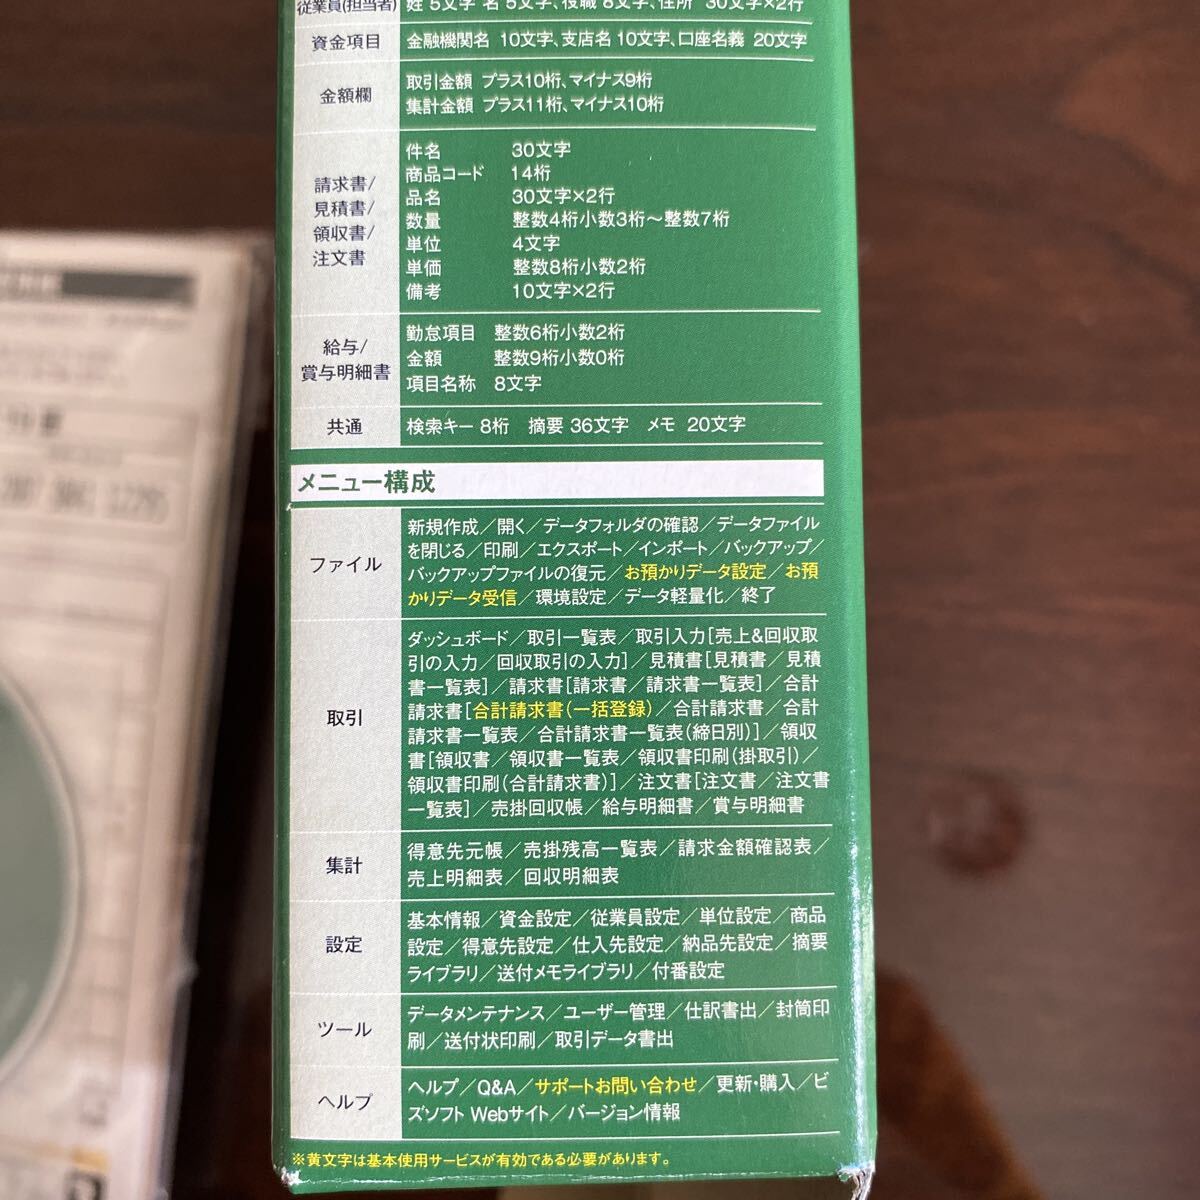 従業員(担当者) 姓 5文字 名 5文字、役職 8文字、住所 30文字×2行
資金項目 金融機関名 10文字、支店名 10文字、口座名義 20文字
金額欄
取引金額 プラス10桁、マイナス9桁
集計金額 プラス11桁、マイナス10桁
請求書/
見積書/
領収書/
注文書
件名 30文字
商品コード 14桁
品名 30文字×2行
数量 整数4桁小数3桁～整数7桁
単位 4文字
単価 整数8桁小数2桁
備考 10文字×2行
給与/
賞与明細書
勤怠項目 整数6桁小数2桁
金額 整数9桁小数0桁
項目名称 8文字
共通 検索キー 8桁 摘要 36文字 メモ 20文字
メニュー構成
ファイル
新規作成／開く／データフォルダの確認／データファイル
を閉じる／印刷／エクスポート／インポート／バックアップ／
バックアップファイルの復元／お預かりデータ設定／お預
かりデータ受信／環境設定／データ軽量化／終了
取引
ダッシュボード／取引一覧表／取引入力[売上&回収取
引の入力／回収取引の入力]／見積書[見積書／見積
書一覧表]／請求書[請求書／請求書一覧表]／合計
請求書[合計請求書(一括登録)／合計請求書／合計
請求書一覧表／合計請求書一覧表(締日別)]／領収
書[領収書／領収書一覧表／領収書印刷(掛取引)／
領収書印刷(合計請求書)]／注文書[注文書／注文書
一覧表]／売掛回収帳／給与明細書／賞与明細書
集計
得意先元帳／売掛残高一覧表／請求金額確認表／
売上明細表／回収明細表
設定
基本情報／資金設定／従業員設定／単位設定／商品
設定／得意先設定／仕入先設定／納品先設定／摘要
ライブラリ／送付メモライブラリ／付番設定
ツール
データメンテナンス／ユーザー管理／仕訳書出／封筒印
刷／送付状印刷／取引データ書出
ヘルプ
ヘルプ／Q&A／サポートお問い合わせ／更新・購入／ビ
ズソフト Webサイト／バージョン情報
※黄文字は基本使用サービスが有効である必要があります。